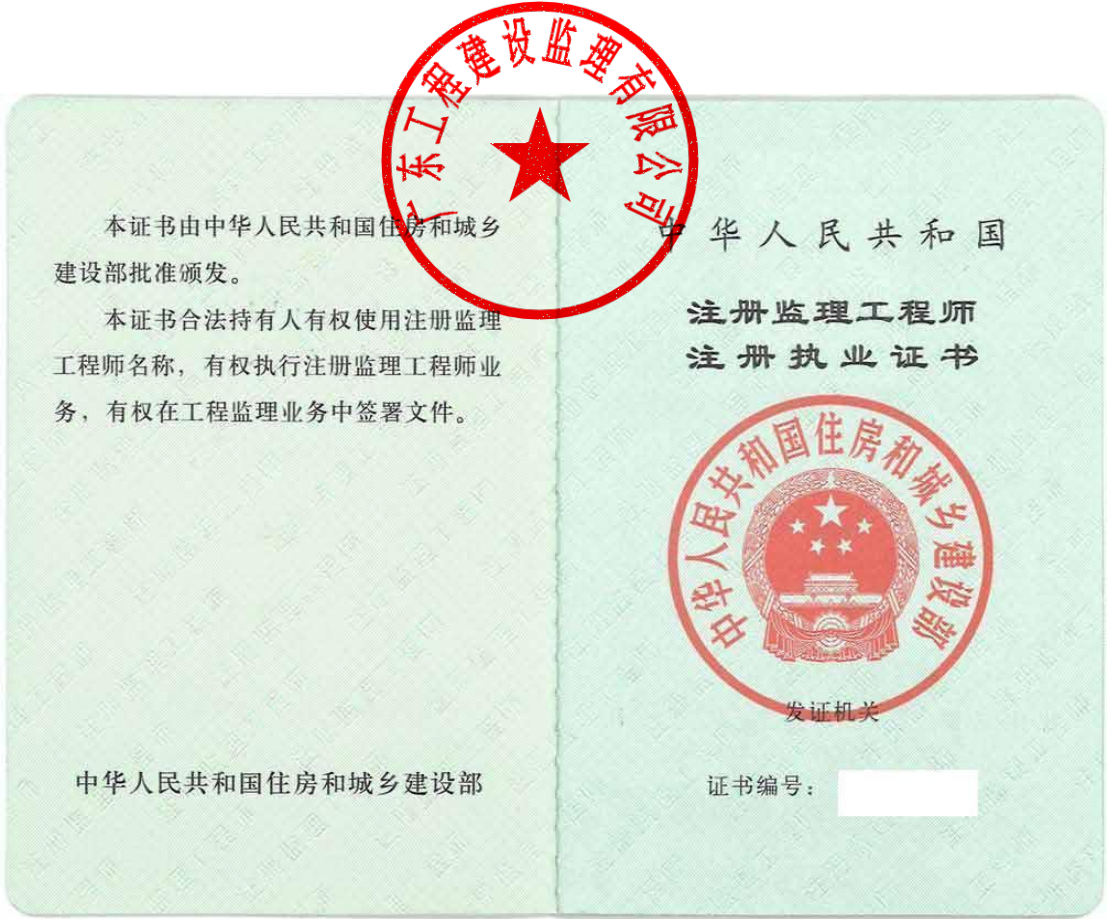 广东工程建设监理有限公司
本证书由中华人民共和国住房和城乡
建设部批准颁发。
本证书合法持有人有权使用注册监理
工程师名称，有权执行注册监理工程师业
务，有权在工程监理业务中签署文件。
中华人民共和国住房和城乡建设部
中华人民共和国
注册监理工程师
注册执业证书
中华人民共和国住房和城乡建设部
发证机关
证书编号：